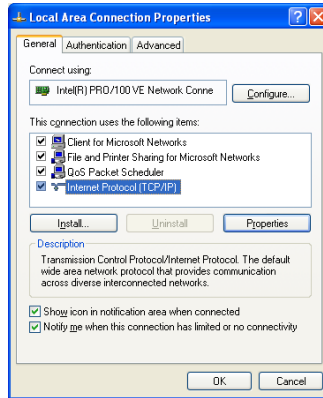 Local Area Connection Properties
General Authentication Advanced
Connect using:
Intel(R) PRO/100 VE Network Conne Configure...
This connection uses the following items:
Client for Microsoft Networks
File and Printer Sharing for Microsoft Networks
QoS Packet Scheduler
Internet Protocol (TCP/IP)
Install... Uninstall Properties
Description
Transmission Control Protocol/Internet Protocol. The default
wide area network protocol that provides communication
across diverse interconnected networks.
Show icon in notification area when connected
Notify me when this connection has limited or no connectivity
OK Cancel